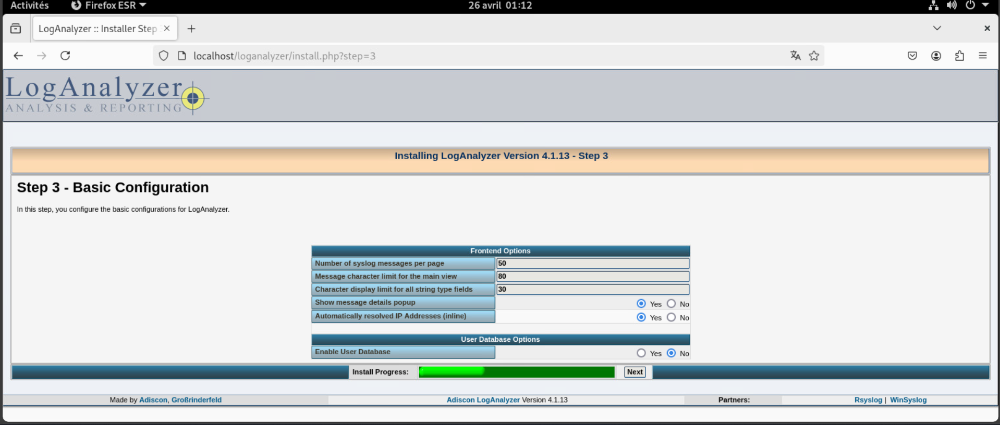 Activités Firefox ESR 26 avril 01:12
LogAnalyzer :: Installer Step
localhost/loganalyzer/install.php?step=3
LogAnalyzer
ANALYSIS & REPORTING
Installing LogAnalyzer Version 4.1.13 - Step 3
Step 3 - Basic Configuration
In this step, you configure the basic configurations for LogAnalyzer.
Frontend Options
Number of syslog messages per page 50
Message character limit for the main view 80
Character display limit for all string type fields 30
Show message details popup Yes No
Automatically resolved IP Addresses (inline) Yes No
User Database Options
Enable User Database Yes No
Install Progress: Next
Made by Adiscon, Großrinderfeld Adiscon LogAnalyzer Version 4.1.13 Partners: Rsyslog | WinSyslog